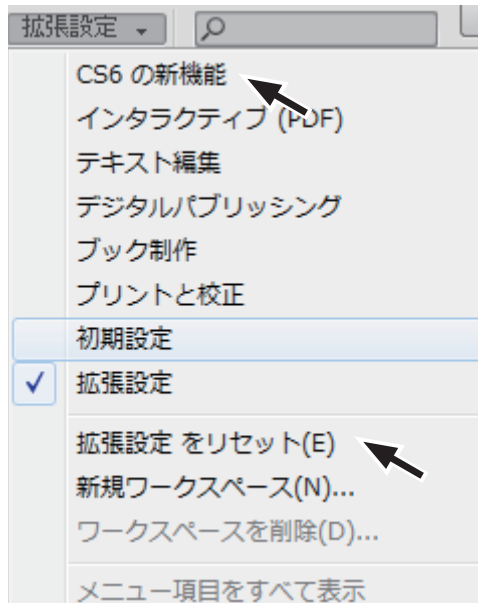 拡張設定
CS6 の新機能
インタラクティブ (PDF)
テキスト編集
デジタルパブリッシング
ブック制作
プリントと校正
初期設定
拡張設定
拡張設定 をリセット(E)
新規ワークスペース(N)...
ワークスペースを削除(D)...
メニュー項目をすべて表示